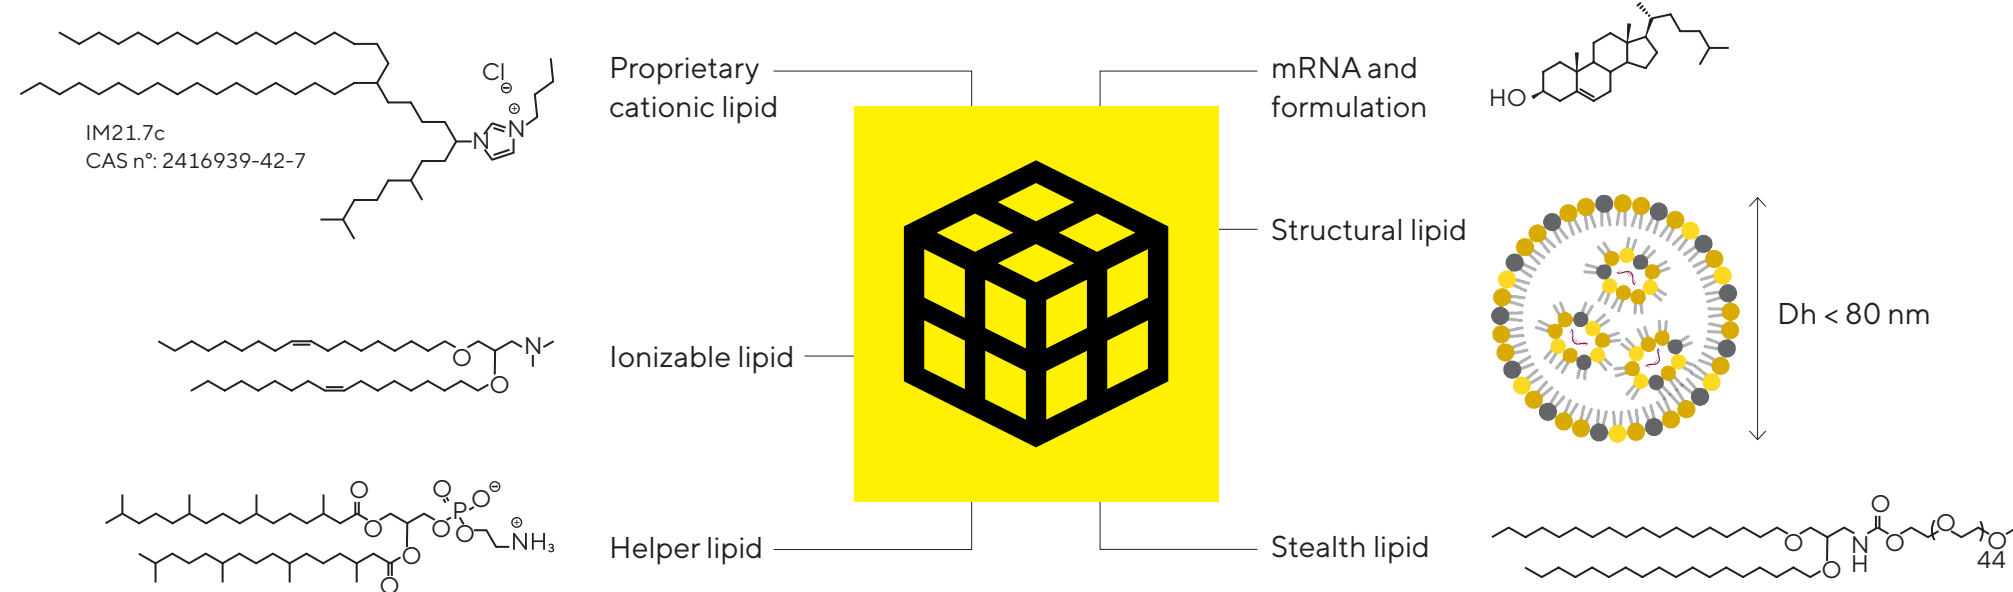 Cl
⊖
⊕
N
N
IM21.7c
CAS n°: 2416939-42-7
Proprietary
cationic lipid
mRNA and
formulation
HO
Structural lipid
Dh < 80 nm
O
N
O
Ionizable lipid
O
O
O
O
O
P
O
⊖
O
O
⊕
NH₃
Helper lipid
Stealth lipid
O
O
N
H
O
O
O
O
44